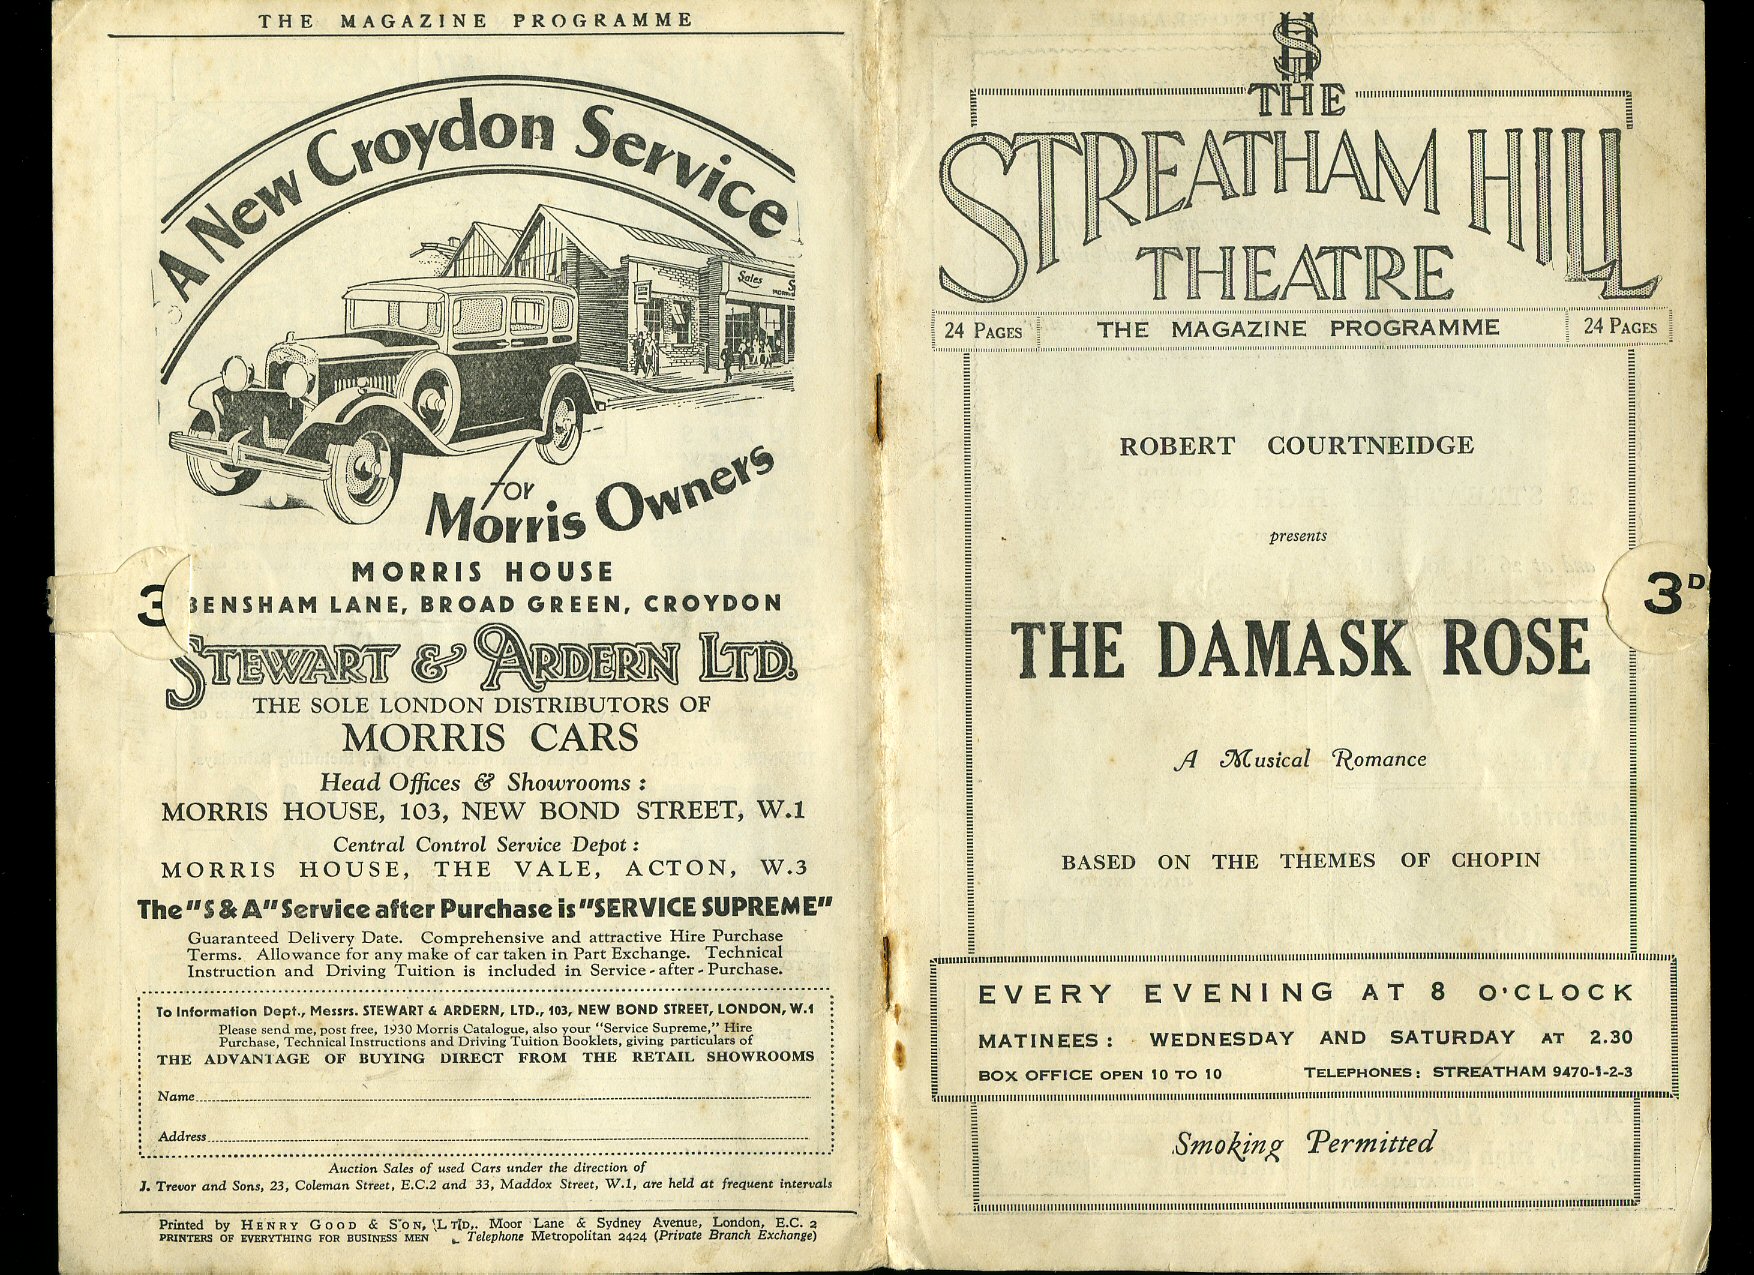 THE MAGAZINE PROGRAMME
A New Croydon Service
Sales
for
Morris Owners
MORRIS HOUSE
BENSHAM LANE, BROAD GREEN, CROYDON
STEWART & ARDERN LTD.
THE SOLE LONDON DISTRIBUTORS OF
MORRIS CARS
Head Offices & Showrooms :
MORRIS HOUSE, 103, NEW BOND STREET, W.1
Central Control Service Depot :
MORRIS HOUSE, THE VALE, ACTON, W.3
The "S & A" Service after Purchase is "SERVICE SUPREME"
Guaranteed Delivery Date. Comprehensive and attractive Hire Purchase
Terms. Allowance for any make of car taken in Part Exchange. Technical
Instruction and Driving Tuition is included in Service-after-Purchase.
To Information Dept., Messrs. STEWART & ARDERN, LTD., 103, NEW BOND STREET, LONDON, W.1
Please send me, post free, 1930 Morris Catalogue, also your "Service Supreme," Hire
Purchase, Technical Instructions and Driving Tuition Booklets, giving particulars of
THE ADVANTAGE OF BUYING DIRECT FROM THE RETAIL SHOWROOMS
Name
Address
Auction Sales of used Cars under the direction of
J. Trevor and Sons, 23, Coleman Street, E.C.2 and 33, Maddox Street, W.1, are held at frequent intervals
Printed by HENRY GOOD & SON, LTD,. Moor Lane & Sydney Avenue, London, E.C. 2
PRINTERS OF EVERYTHING FOR BUSINESS MEN Telephone Metropolitan 2424 (Private Branch Exchange)
3
SHT
THE
STREATHAM HILL
THEATRE
24 PAGES THE MAGAZINE PROGRAMME 24 PAGES
ROBERT COURTNEIDGE
presents
3D
THE DAMASK ROSE
A Musical Romance
BASED ON THE THEMES OF CHOPIN
EVERY EVENING AT 8 O'CLOCK
MATINEES : WEDNESDAY AND SATURDAY AT 2.30
BOX OFFICE OPEN 10 TO 10 TELEPHONES : STREATHAM 9470-1-2-3
Smoking Permitted